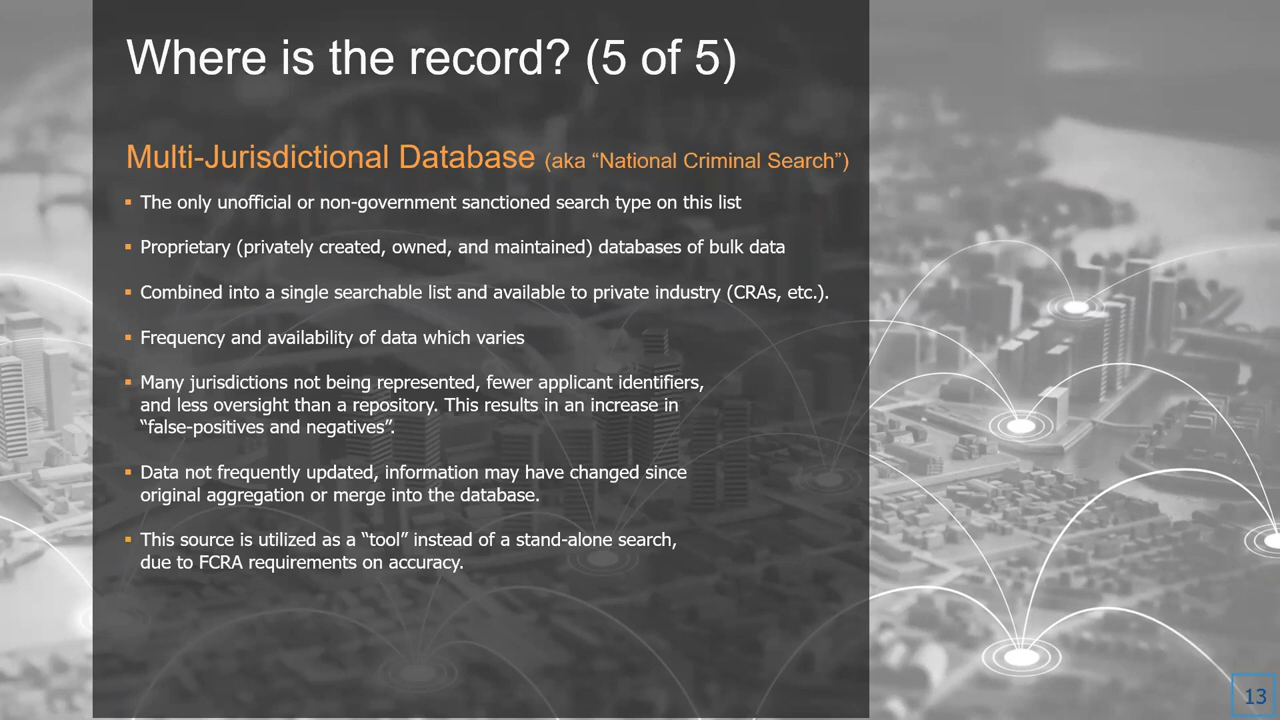 Where is the record? (5 of 5)
Multi-Jurisdictional Database (aka “National Criminal Search”)
▪ The only unofficial or non-government sanctioned search type on this list
▪ Proprietary (privately created, owned, and maintained) databases of bulk data
▪ Combined into a single searchable list and available to private industry (CRAs, etc.).
▪ Frequency and availability of data which varies
▪ Many jurisdictions not being represented, fewer applicant identifiers,
and less oversight than a repository. This results in an increase in
“false-positives and negatives”.
▪ Data not frequently updated, information may have changed since
original aggregation or merge into the database.
▪ This source is utilized as a “tool” instead of a stand-alone search,
due to FCRA requirements on accuracy.
13